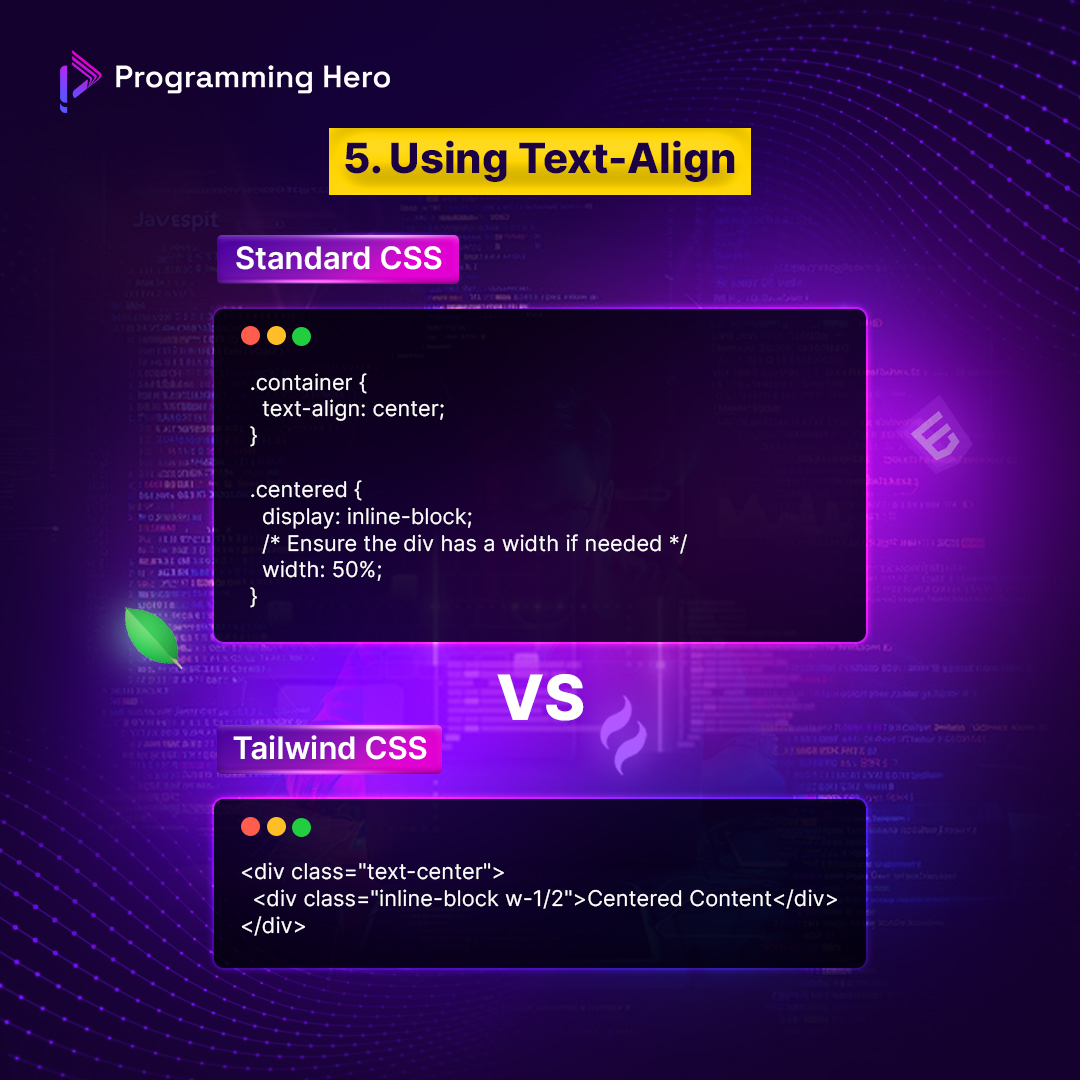 Programming Hero
5. Using Text-Align
Standard CSS
.container {
  text-align: center;
}

.centered {
  display: inline-block;
  /* Ensure the div has a width if needed */
  width: 50%;
}
VS
Tailwind CSS
<div class="text-center">
  <div class="inline-block w-1/2">Centered Content</div>
</div>